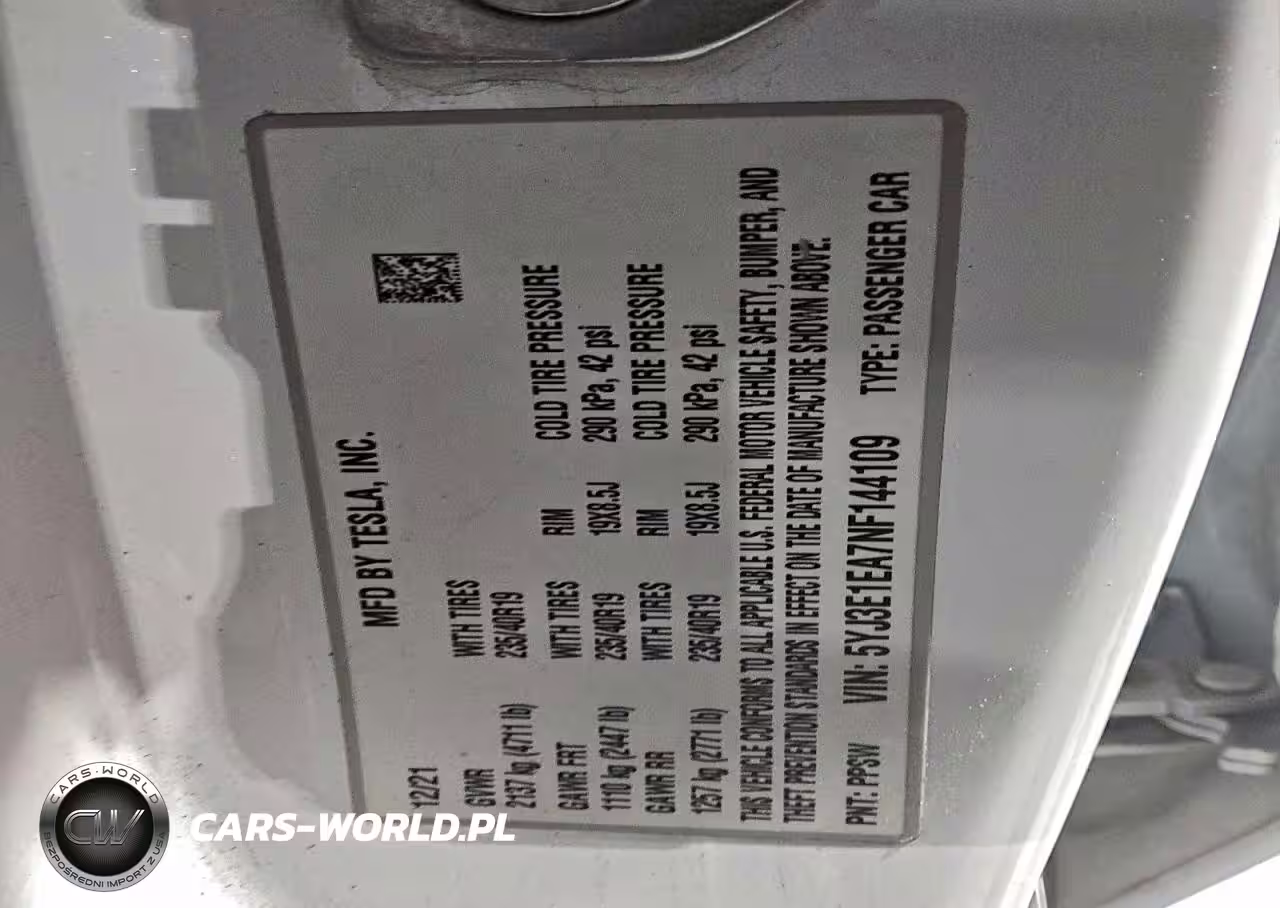 MFD BY TESLA, INC.
12/21
GVWR WITH TIRES
2137 kg (4711 lb) 235/40R19
GAWR FRT WITH TIRES RIM COLD TIRE PRESSURE
1110 kg (2447 lb) 235/40R19 19X8.5J 290 kPa, 42 psi
GAWR RR WITH TIRES RIM COLD TIRE PRESSURE
1257 kg (2771 lb) 235/40R19 19X8.5J 290 kPa, 42 psi
THIS VEHICLE CONFORMS TO ALL APPLICABLE U.S. FEDERAL MOTOR VEHICLE SAFETY, BUMPER, AND
THEFT PREVENTION STANDARDS IN EFFECT ON THE DATE OF MANUFACTURE SHOWN ABOVE.
PNT: PPSW VIN: 5YJ3E1EA7NF144109 TYPE: PASSENGER CAR
CARS-WORLD
CW
BEZPOŚREDNI IMPORT Z USA
CARS-WORLD.PL